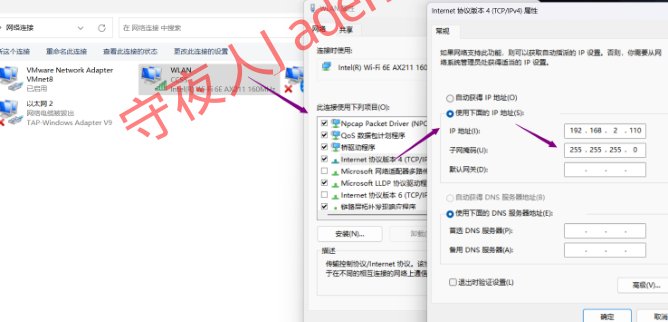 网络连接
在 网络连接 中搜索
重命名此连接
查看此连接的状态
更改此连接的设置
VMware Network Adapter
VMnet8
已启用
WLAN
Intel(R) Wi-Fi 6E AX211 160MHz
以太网 2
网络电缆被拔出
TAP-Windows Adapter V9
守夜人J
网络 共享
连接时使用:
Intel(R) Wi-Fi 6E AX211 160
此连接使用下列项目(O):
Npcap Packet Driver (NPC
QoS 数据包计划程序
桥驱动程序
Internet 协议版本 4 (TCP/IP
Microsoft 网络适配器多路传
Microsoft LLDP 协议驱动程
Internet 协议版本 6 (TCP/IP
链路层拓扑发现响应程序
安装(N)...
卸载(
描述
传输控制协议/Internet 协议。该
于在不同的相互连接的网络上通信
Internet 协议版本 4 (TCP/IPv4) 属性
常规
如果网络支持此功能，则可以获取自动指派的 IP 设置。否则，你需要从网
络系统管理员处获得适当的 IP 设置。
自动获得 IP 地址(O)
使用下面的 IP 地址(S):
IP 地址(I): 192 . 168 . 2 . 110
子网掩码(U): 255 . 255 . 255 . 0
默认网关(D):
自动获得 DNS 服务器地址(B)
使用下面的 DNS 服务器地址(E):
首选 DNS 服务器(P):
备用 DNS 服务器(A):
退出时验证设置(L)
高级(V)...
确定
取消